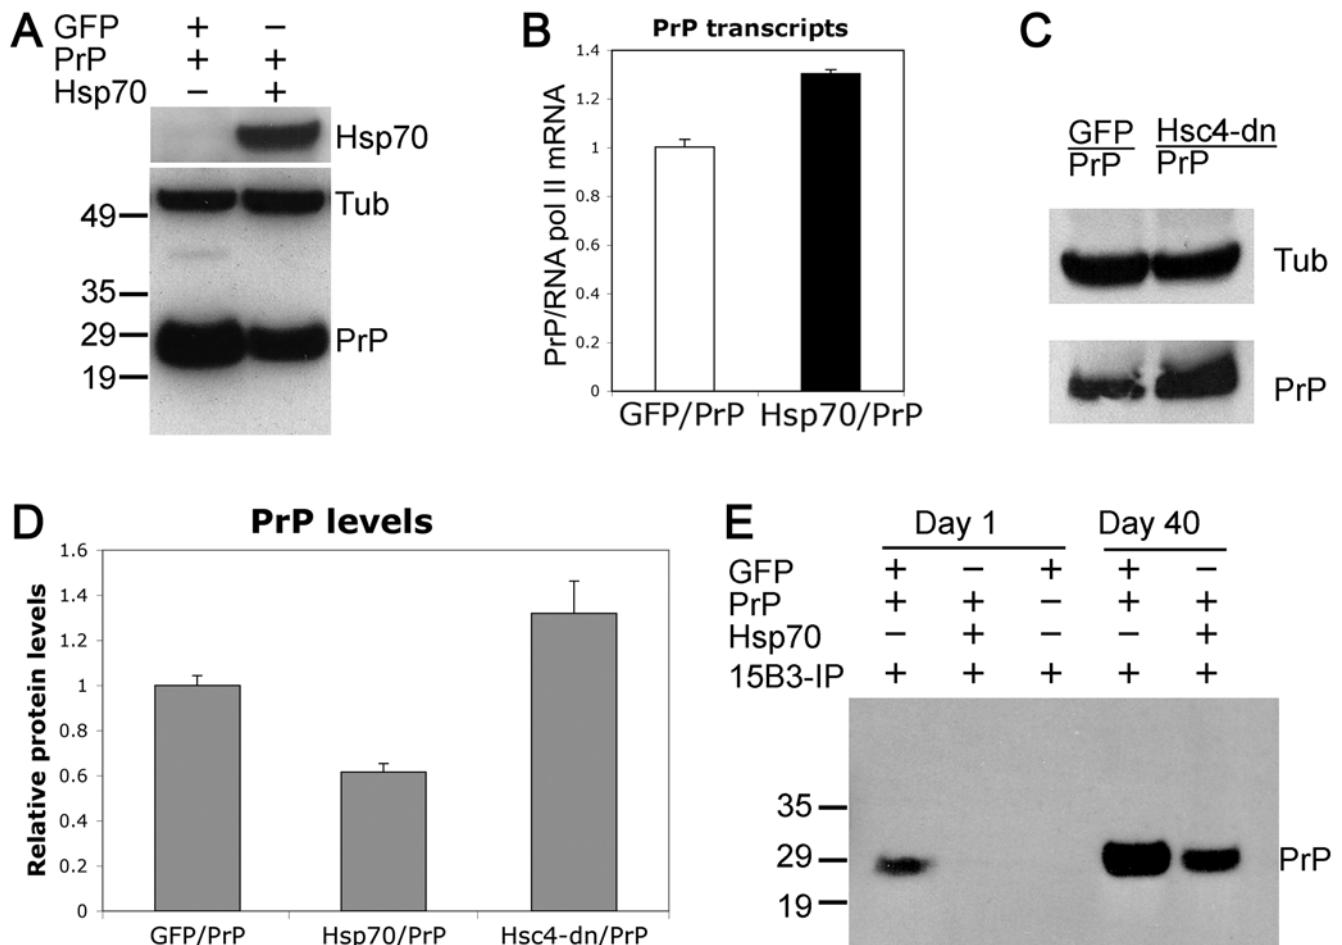 A
GFP + −
PrP + +
Hsp70 − +
Hsp70
Tub
49
35
29
PrP
19
B
PrP transcripts
PrP/RNA pol II mRNA
1.4
1.2
1
0.8
0.6
0.4
0.2
0
GFP/PrP Hsp70/PrP
C
GFP Hsc4-dn
PrP PrP
Tub
PrP
D
PrP levels
Relative protein levels
1.6
1.4
1.2
1
0.8
0.6
0.4
0.2
0
GFP/PrP Hsp70/PrP Hsc4-dn/PrP
E
Day 1 Day 40
GFP + − + + −
PrP + + − + +
Hsp70 − + − − +
15B3-IP + + + + +
35
29
PrP
19